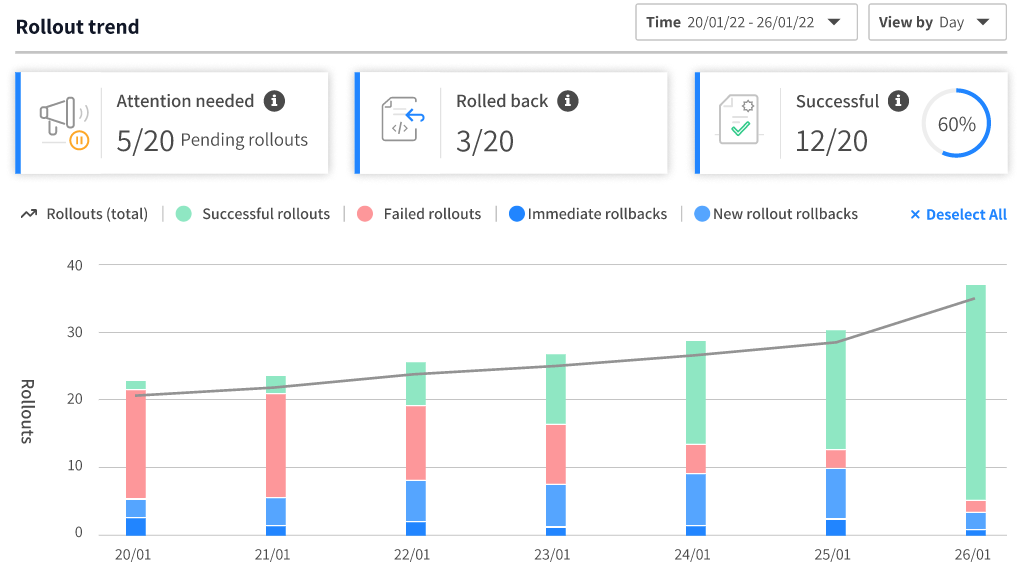 Rollout trend
Time 20/01/22 - 26/01/22
View by Day
Attention needed
5/20 Pending rollouts
Rolled back
3/20
Successful
12/20
60%
Rollouts (total)
Successful rollouts
Failed rollouts
Immediate rollbacks
New rollout rollbacks
× Deselect All
Rollouts
40
30
20
10
0
20/01 21/01 22/01 23/01 24/01 25/01 26/01